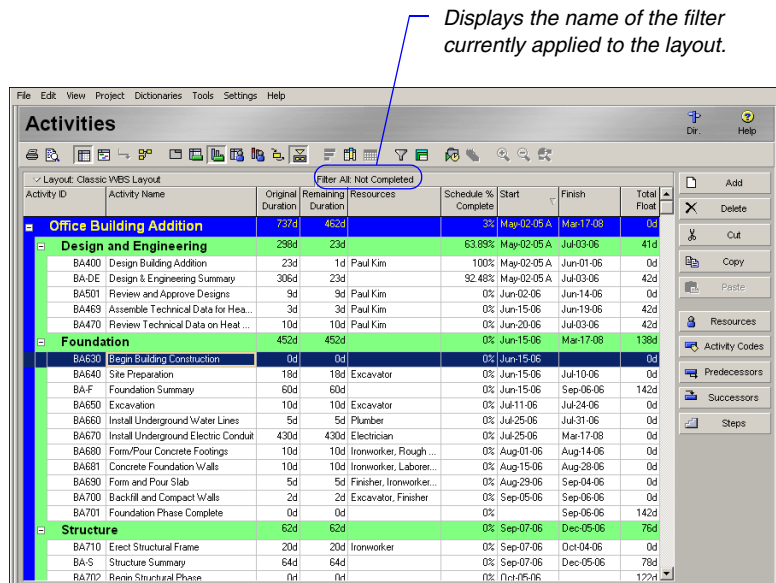 Displays the name of the filter
currently applied to the layout.
File Edit View Project Dictionaries Tools Settings Help
Activities
Dir. Help
Layout: Classic WBS Layout Filter All: Not Completed
Activity ID Activity Name Original Duration Remaining Duration Resources Schedule % Complete Start Finish Total Float
Office Building Addition 737d 462d 3% May-02-05 A Mar-17-08 0d
Design and Engineering 298d 23d 63.89% May-02-05 A Jul-03-06 41d
BA400 Design Building Addition 23d 1d Paul Kim 100% May-02-05 A Jun-01-06 0d
BA-DE Design & Engineering Summary 306d 23d 92.48% May-02-05 A Jul-03-06 42d
BA501 Review and Approve Designs 9d 9d Paul Kim 0% Jun-02-06 Jun-14-06 0d
BA469 Assemble Technical Data for Hea... 3d 3d Paul Kim 0% Jun-15-06 Jun-19-06 42d
BA470 Review Technical Data on Heat ... 10d 10d Paul Kim 0% Jun-20-06 Jul-03-06 42d
Foundation 452d 452d 0% Jun-15-06 Mar-17-08 138d
BA630 Begin Building Construction 0d 0d 0% Jun-15-06 0d
BA640 Site Preparation 18d 18d Excavator 0% Jun-15-06 Jul-10-06 0d
BA-F Foundation Summary 60d 60d 0% Jun-15-06 Sep-06-06 142d
BA650 Excavation 10d 10d Excavator 0% Jul-11-06 Jul-24-06 0d
BA660 Install Underground Water Lines 5d 5d Plumber 0% Jul-25-06 Jul-31-06 0d
BA670 Install Underground Electric Conduit 430d 430d Electrician 0% Jul-25-06 Mar-17-08 0d
BA680 Form/Pour Concrete Footings 10d 10d Ironworker, Rough ... 0% Aug-01-06 Aug-14-06 0d
BA681 Concrete Foundation Walls 10d 10d Ironworker, Laborer... 0% Aug-15-06 Aug-28-06 0d
BA690 Form and Pour Slab 5d 5d Finisher, Ironworker... 0% Aug-29-06 Sep-04-06 0d
BA700 Backfill and Compact Walls 2d 2d Excavator, Finisher 0% Sep-05-06 Sep-06-06 0d
BA701 Foundation Phase Complete 0d 0d 0% Sep-06-06 142d
Structure 62d 62d 0% Sep-07-06 Dec-05-06 76d
BA710 Erect Structural Frame 20d 20d Ironworker 0% Sep-07-06 Oct-04-06 0d
BA-S Structure Summary 64d 64d 0% Sep-07-06 Dec-05-06 78d
BA702 Begin Structural Phase 0d 0d 0% Oct-05-06 122d
Add
Delete
Cut
Copy
Paste
Resources
Activity Codes
Predecessors
Successors
Steps